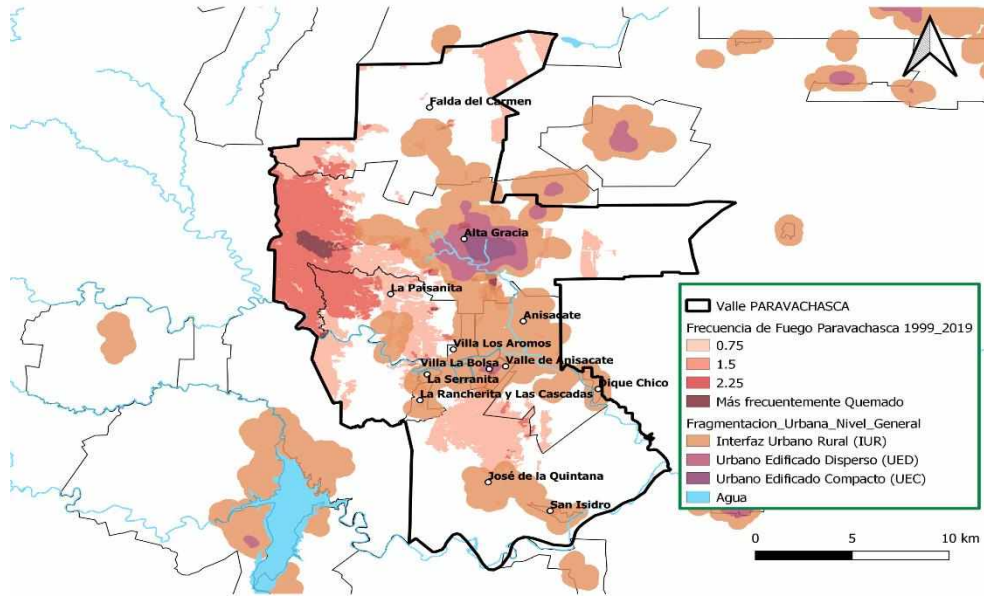 Falda del Carmen
Alta Gracia
La Paisanita
Anisacate
Villa Los Aromos
Villa La Bolsa
Valle de Anisacate
La Serranita
Dique Chico
La Rancherita y Las Cascadas
José de la Quintana
San Isidro
Valle PARAVACHASCA
Frecuencia de Fuego Paravachasca 1999_2019
0.75
1.5
2.25
Más frecuentemente Quemado
Fragmentacion_Urbana_Nivel_General
Interfaz Urbano Rural (IUR)
Urbano Edificado Disperso (UED)
Urbano Edificado Compacto (UEC)
Agua
0 5 10 km